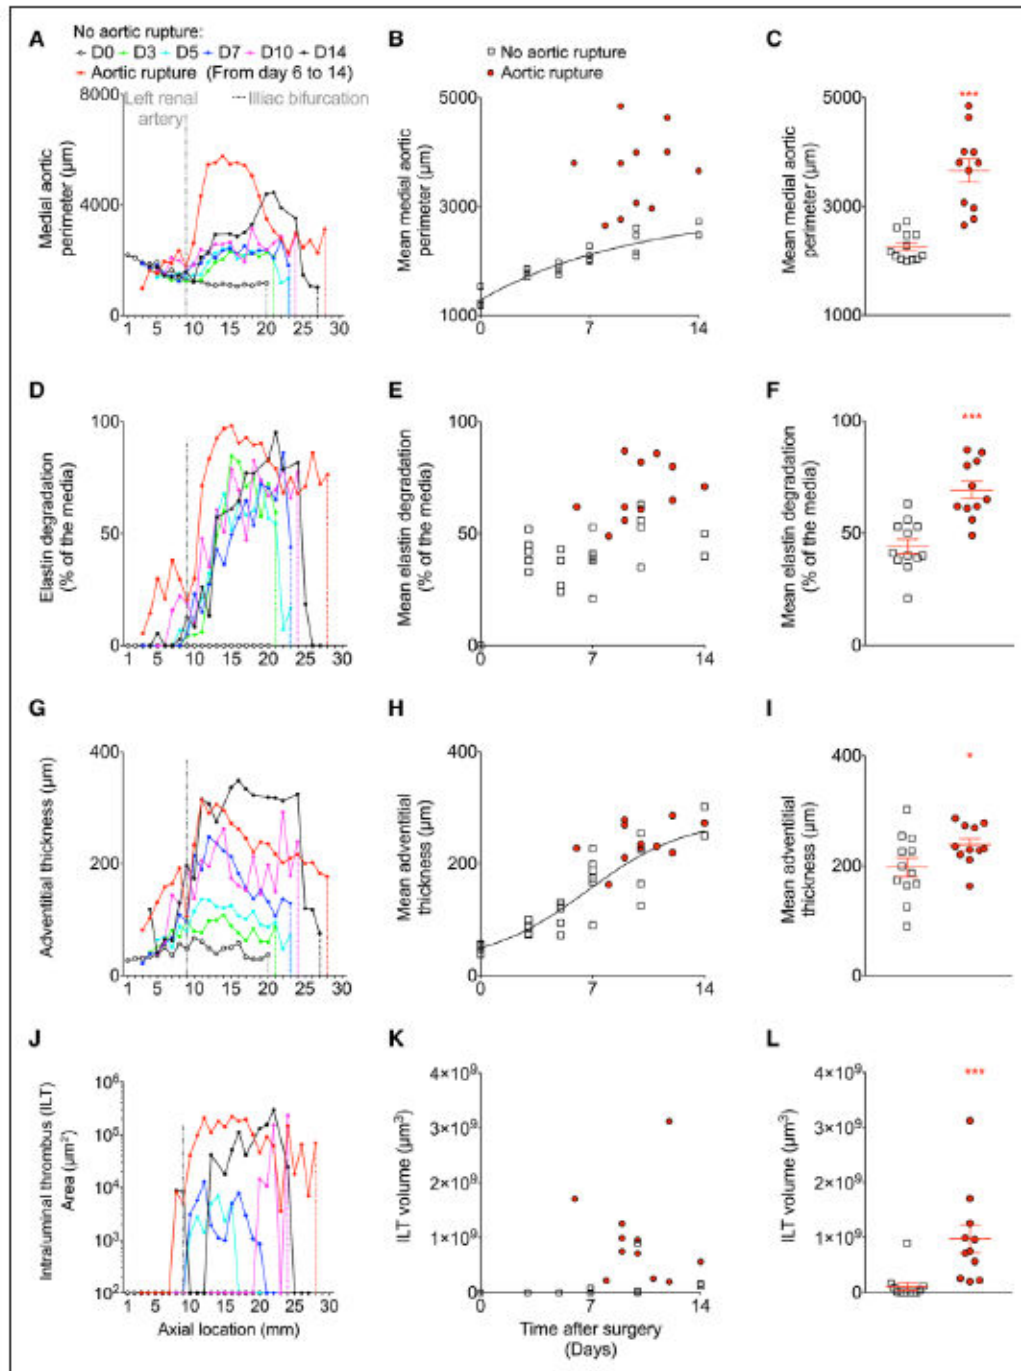 A
No aortic rupture:
D0 D3 D5 D7 D10 D14
Aortic rupture (From day 6 to 14)
Left renal artery
Illiac bifurcation
8000
4000
0
Medial aortic
perimeter (μm)
1 5 10 15 20 25 30
B
No aortic rupture
Aortic rupture
5000
3000
1000
Mean medial aortic
perimeter (μm)
0 7 14
C
***
5000
3000
1000
Mean medial aortic
perimeter (μm)
D
100
50
0
Elastin degradation
(% of the media)
1 5 10 15 20 25 30
E
100
50
0
Mean elastin degradation
(% of the media)
0 7 14
F
***
100
50
0
Mean elastin degradation
(% of the media)
G
400
200
0
Adventitial thickness (μm)
1 5 10 15 20 25 30
H
400
200
0
Mean adventitial
thickness (μm)
0 7 14
I
*
400
200
0
Mean adventitial
thickness (μm)
J
10⁶
10⁵
10⁴
10³
10²
Intraluminal thrombus (ILT)
Area (μm²)
1 5 10 15 20 25 30
Axial location (mm)
K
4×10⁹
3×10⁹
2×10⁹
1×10⁹
0
ILT volume (μm³)
0 7 14
Time after surgery
(Days)
L
***
4×10⁹
3×10⁹
2×10⁹
1×10⁹
0
ILT volume (μm³)